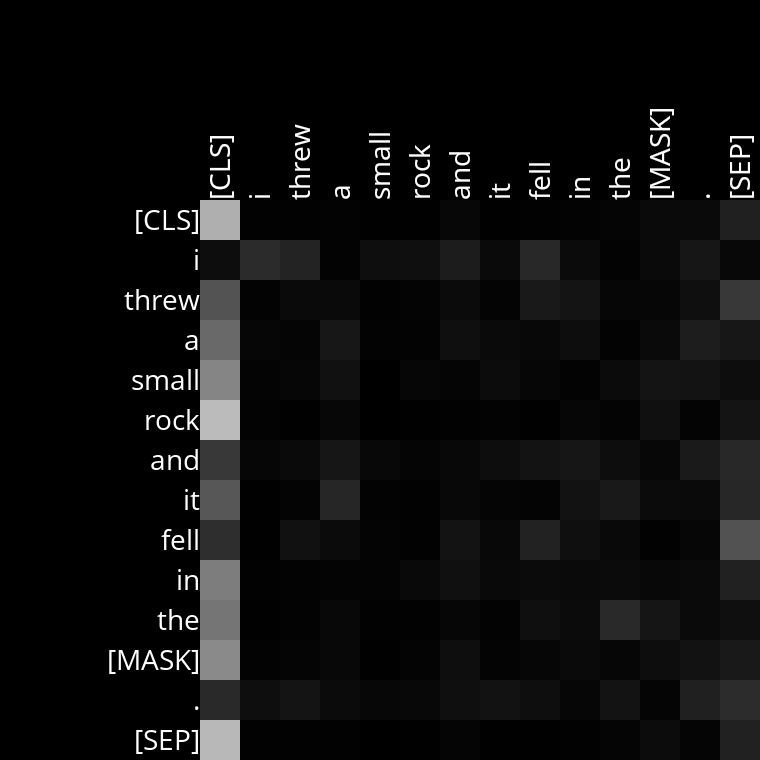 [CLS] i threw a small rock and it fell in the [MASK] . [SEP]
[CLS]
i
threw
a
small
rock
and
it
fell
in
the
[MASK]
.
[SEP]